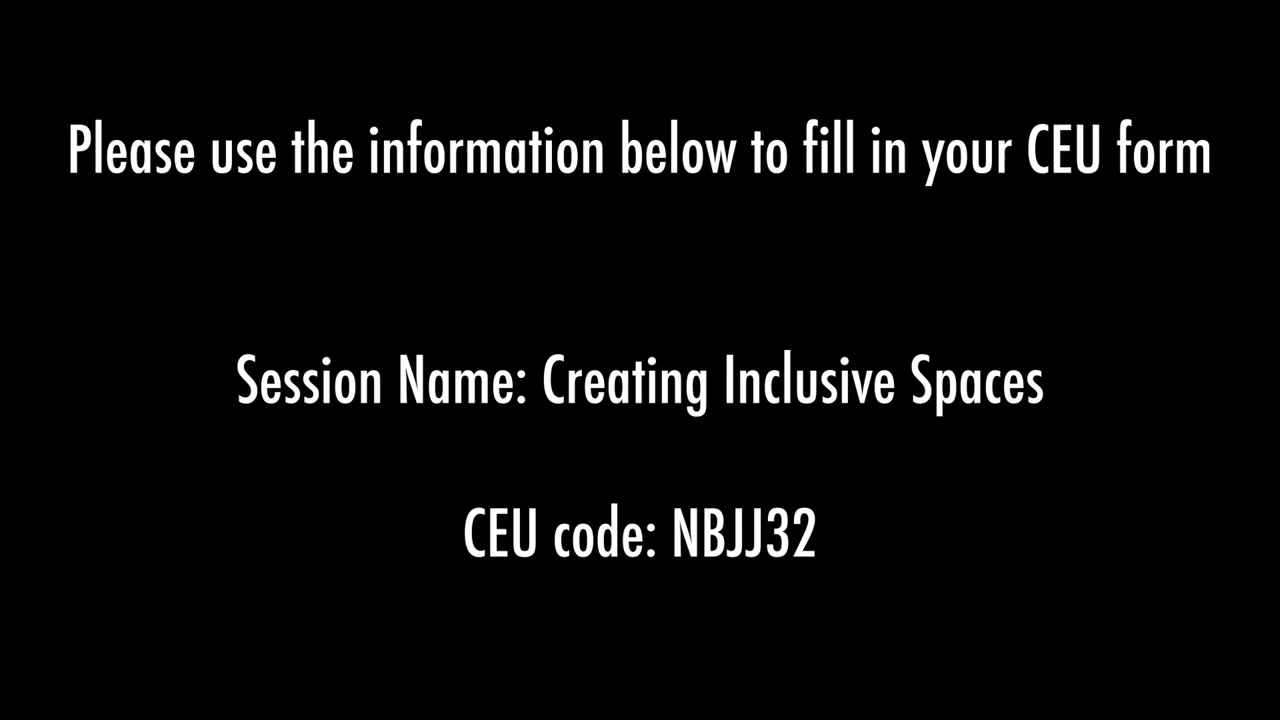 Please use the information below to fill in your CEU form
Session Name: Creating Inclusive Spaces
CEU code: NBJJ32